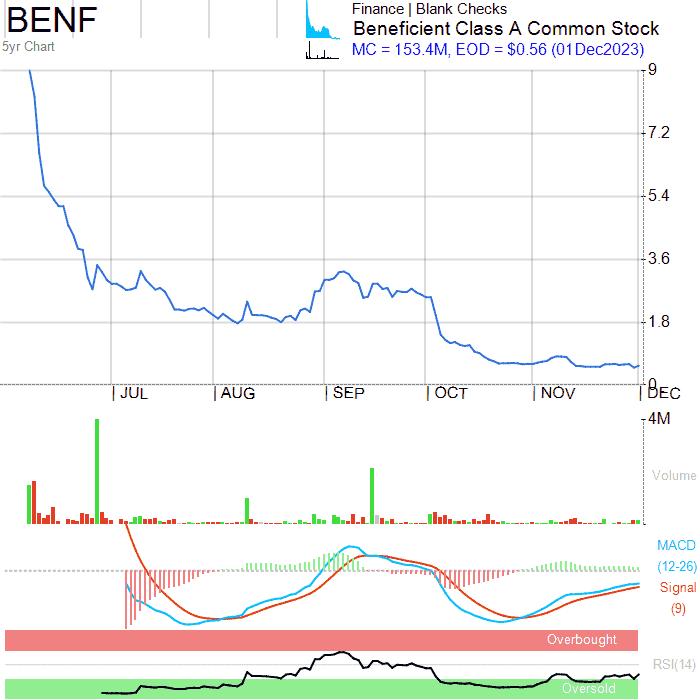 BENF
5yr Chart
Finance | Blank Checks
Beneficient Class A Common Stock
MC = 153.4M, EOD = $0.56 (01Dec2023)
9
7.2
5.4
3.6
1.8
0
JUL AUG SEP OCT NOV DEC
4M
Volume
MACD
(12-26)
Signal
(9)
Overbought
RSI(14)
Oversold